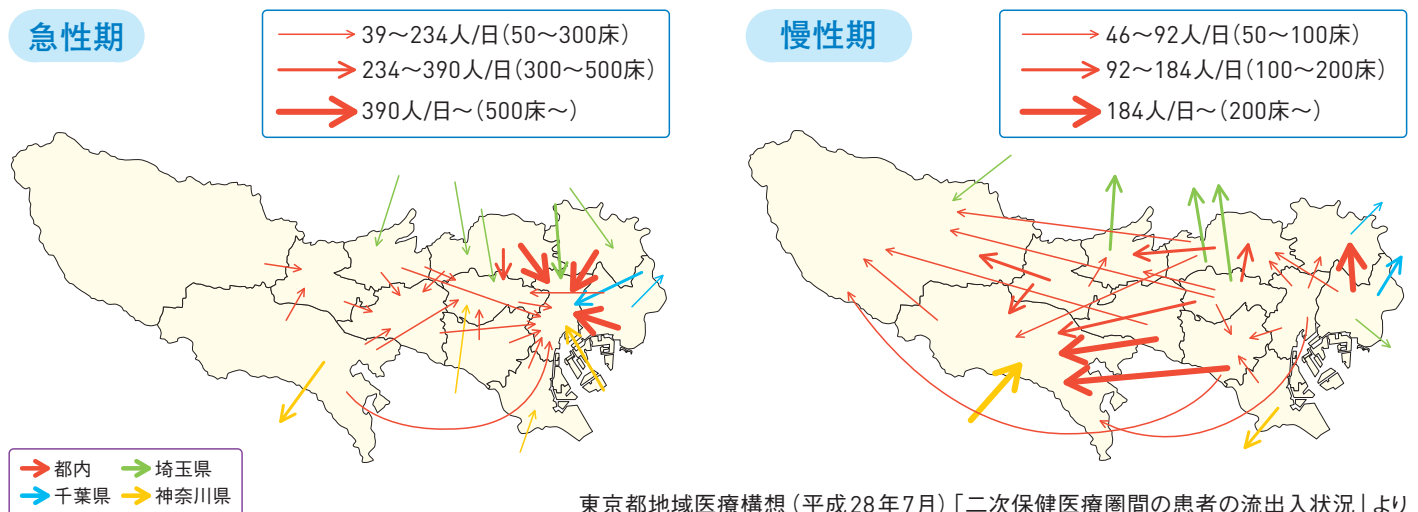 急性期
39〜234人/日（50〜300床）
234〜390人/日（300〜500床）
390人/日〜（500床〜）
慢性期
46〜92人/日（50〜100床）
92〜184人/日（100〜200床）
184人/日〜（200床〜）
都内 埼玉県
千葉県 神奈川県
東京都地域医療構想（平成28年7月）「二次保健医療圏間の患者の流出入状況」より